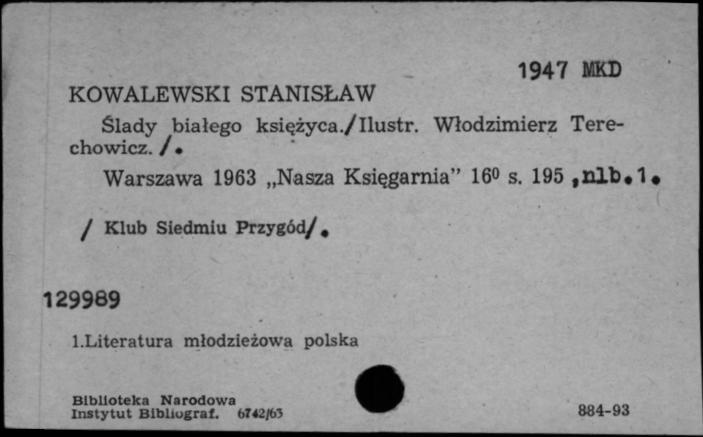 1947 MKD
KOWALEWSKI STANISŁAW
Ślady białego księżyca./Ilustr. Włodzimierz Tere-
chowicz. /.
Warszawa 1963 „Nasza Księgarnia” 16⁰ s. 195 ,nlb.1.
/ Klub Siedmiu Przygód/.
129989
1.Literatura młodzieżowa polska
Biblioteka Narodowa
Instytut Bibliograf. 6742/63
884-93